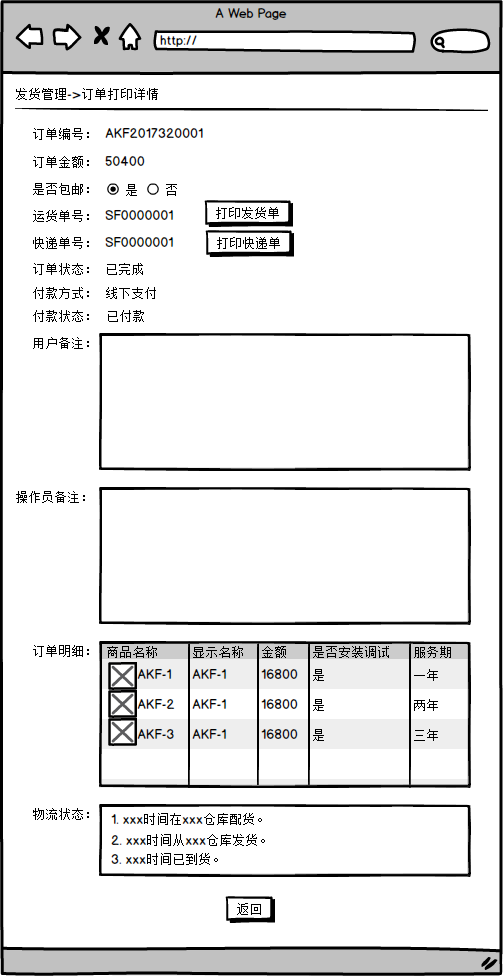 A Web Page
http://
发货管理->订单打印详情
订单编号： AKF2017320001
订单金额： 50400
是否包邮： 是 否
运货单号： SF0000001 打印发货单
快递单号： SF0000001 打印快递单
订单状态： 已完成
付款方式： 线下支付
付款状态： 已付款
用户备注：
操作员备注：
订单明细： 商品名称 显示名称 金额 是否安装调试 服务期
AKF-1 AKF-1 16800 是 一年
AKF-2 AKF-1 16800 是 两年
AKF-3 AKF-1 16800 是 三年
物流状态： 1. xxx时间在xxx仓库配货。
2. xxx时间从xxx仓库发货。
3. xxx时间已到货。
返回